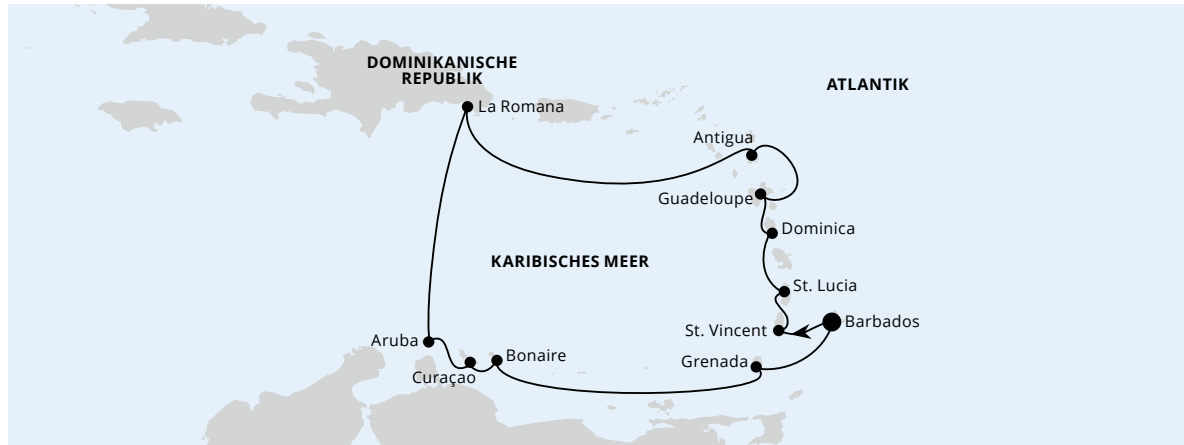 DOMINIKANISCHE
REPUBLIK
ATLANTIK
La Romana
Antigua
Guadeloupe
Dominica
KARIBISCHES MEER
St. Lucia
St. Vincent
Barbados
Aruba
Bonaire
Grenada
Curaçao